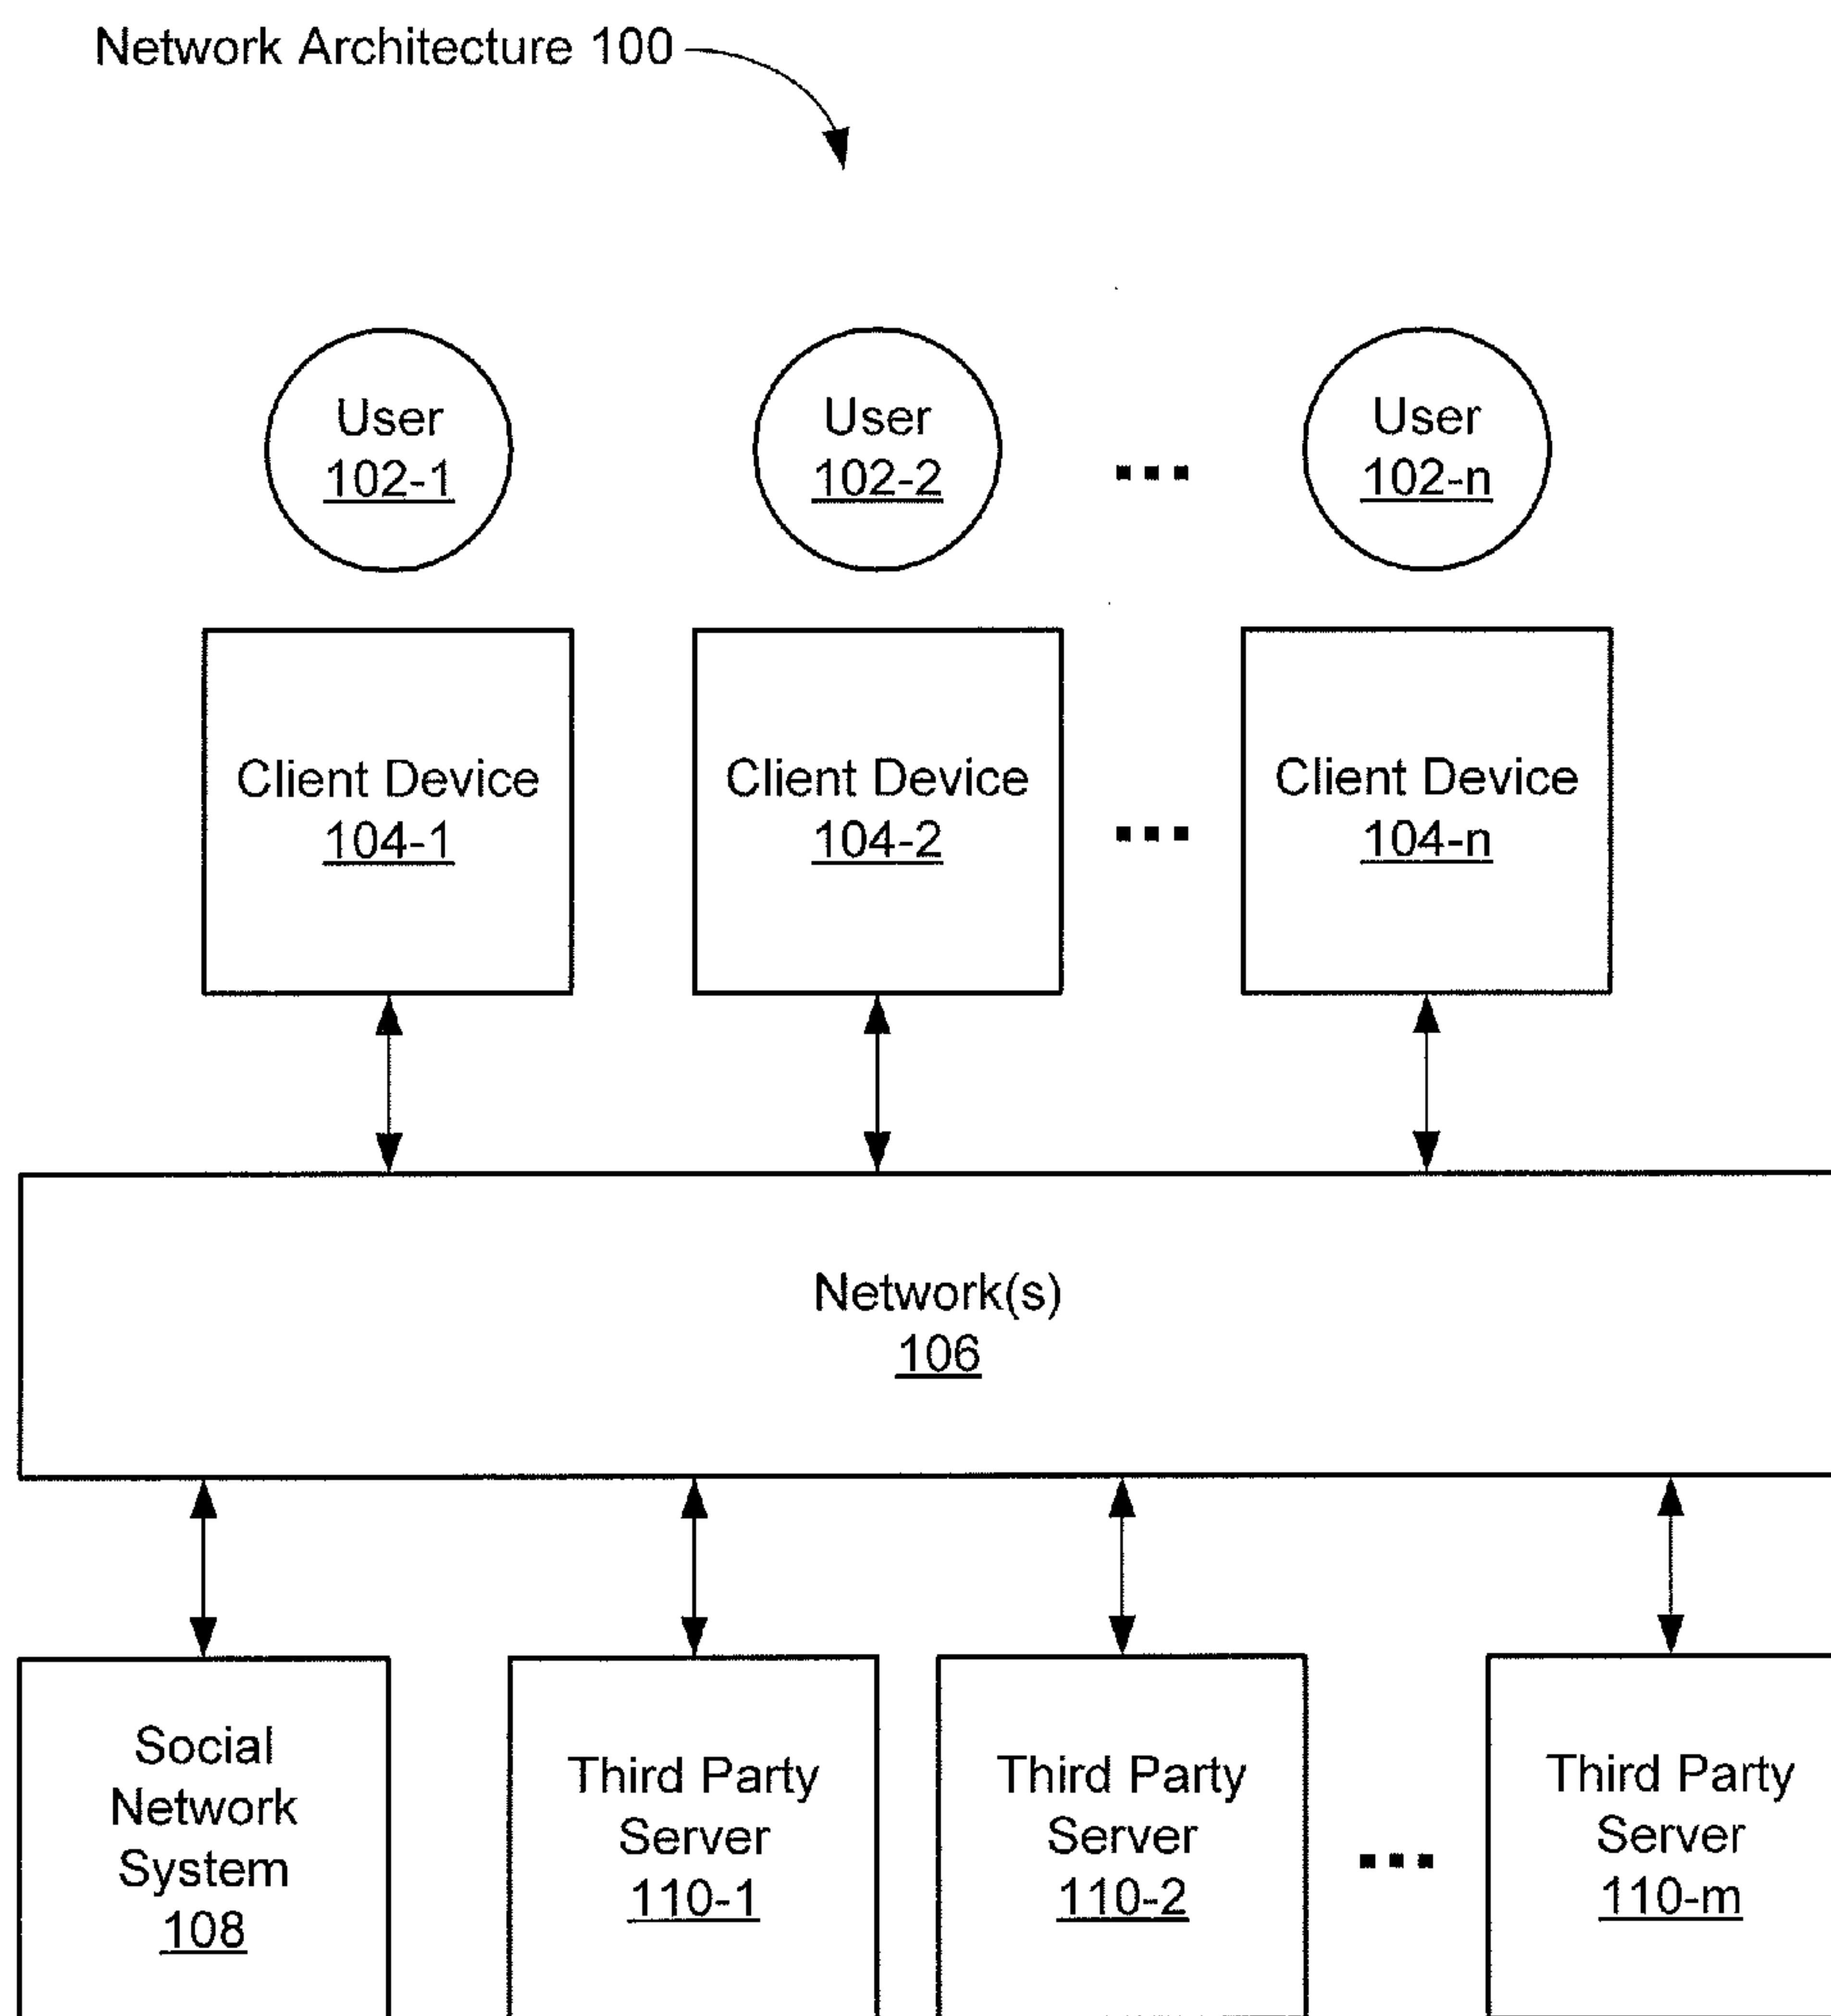 Network Architecture 100
User
102-1
User
102-2
...
User
102-n
Client Device
104-1
Client Device
104-2
...
Client Device
104-n
Network(s)
106
Social
Network
System
108
Third Party
Server
110-1
Third Party
Server
110-2
...
Third Party
Server
110-m